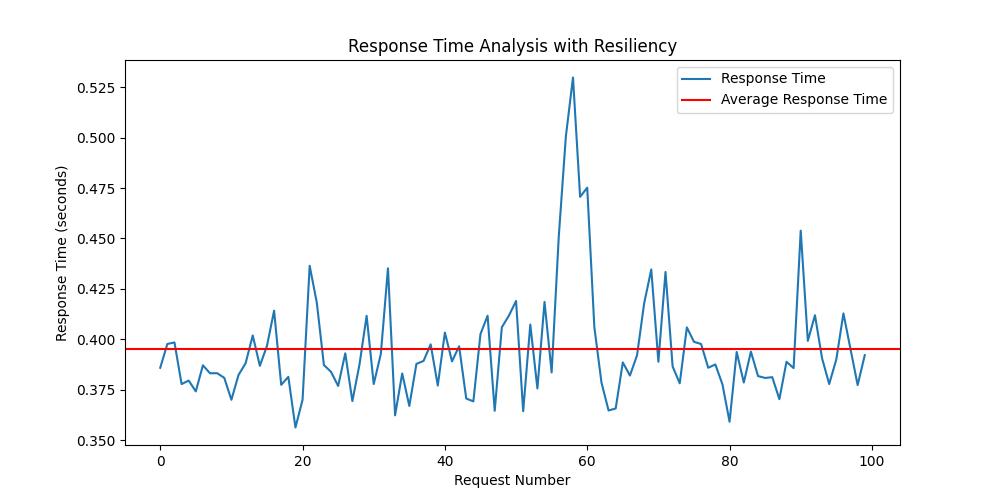 Response Time Analysis with Resiliency
Response Time
Average Response Time
0.525
0.500
0.475
0.450
0.425
0.400
0.375
0.350
Response Time (seconds)
0 20 40 60 80 100
Request Number